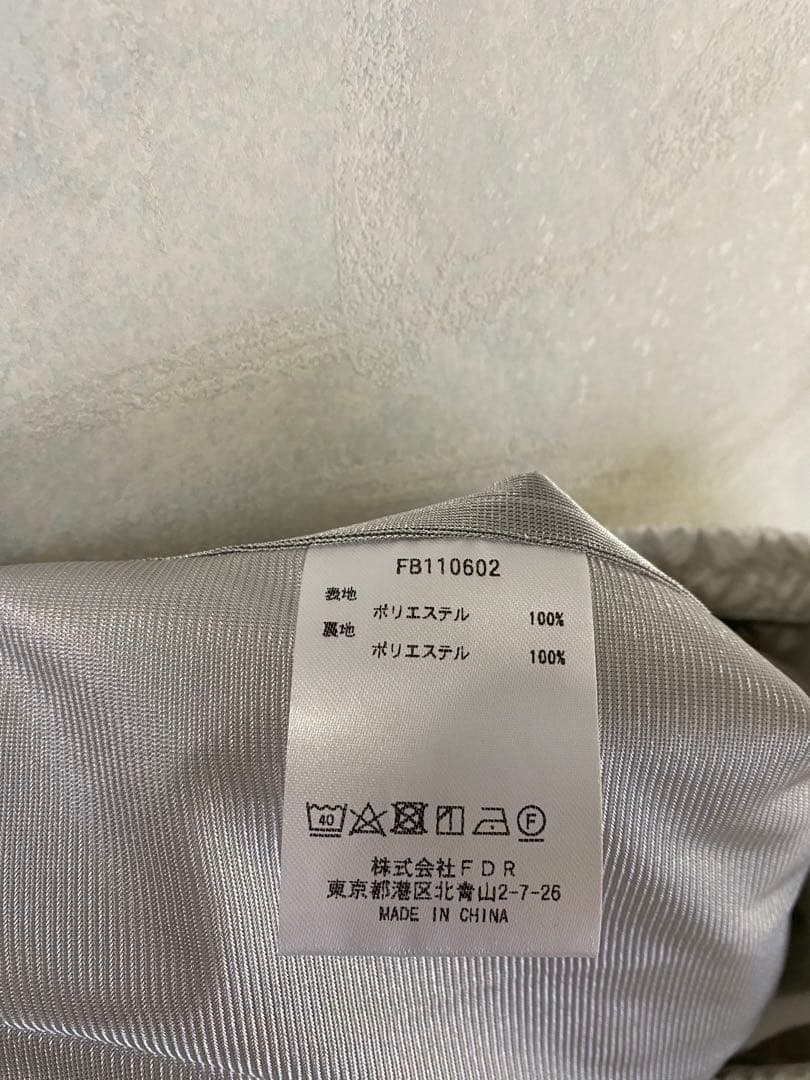 FB110602
表地
ポリエステル 100%
裏地
ポリエステル 100%
40 F
株式会社FDR
東京都港区北青山2-7-26
MADE IN CHINA